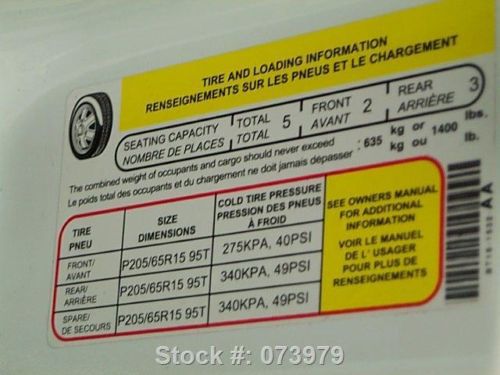 TIRE AND LOADING INFORMATION
RENSEIGNEMENTS SUR LES PNEUS ET LE CHARGEMENT
SEATING CAPACITY TOTAL 5 FRONT 2 REAR 3
NOMBRE DE PLACES TOTAL AVANT ARRIÈRE
The combined weight of occupants and cargo should never exceed : 635 kg or 1400 lbs.
Le poids total des occupants et du chargement ne doit jamais dépasser : kg ou lb.
TIRE PNEU SIZE DIMENSIONS COLD TIRE PRESSURE PRESSION DES PNEUS À FROID
FRONT/ AVANT P205/65R15 95T 275KPA, 40PSI
REAR/ ARRIÈRE P205/65R15 95T 340KPA, 49PSI
SPARE/ DE SECOURS P205/65R15 95T 340KPA, 49PSI
SEE OWNERS MANUAL
FOR ADDITIONAL
INFORMATION
VOIR LE MANUEL
DE L' USAGER
POUR PLUS DE
RENSEIGNEMENTS
AA
Stock #: 073979